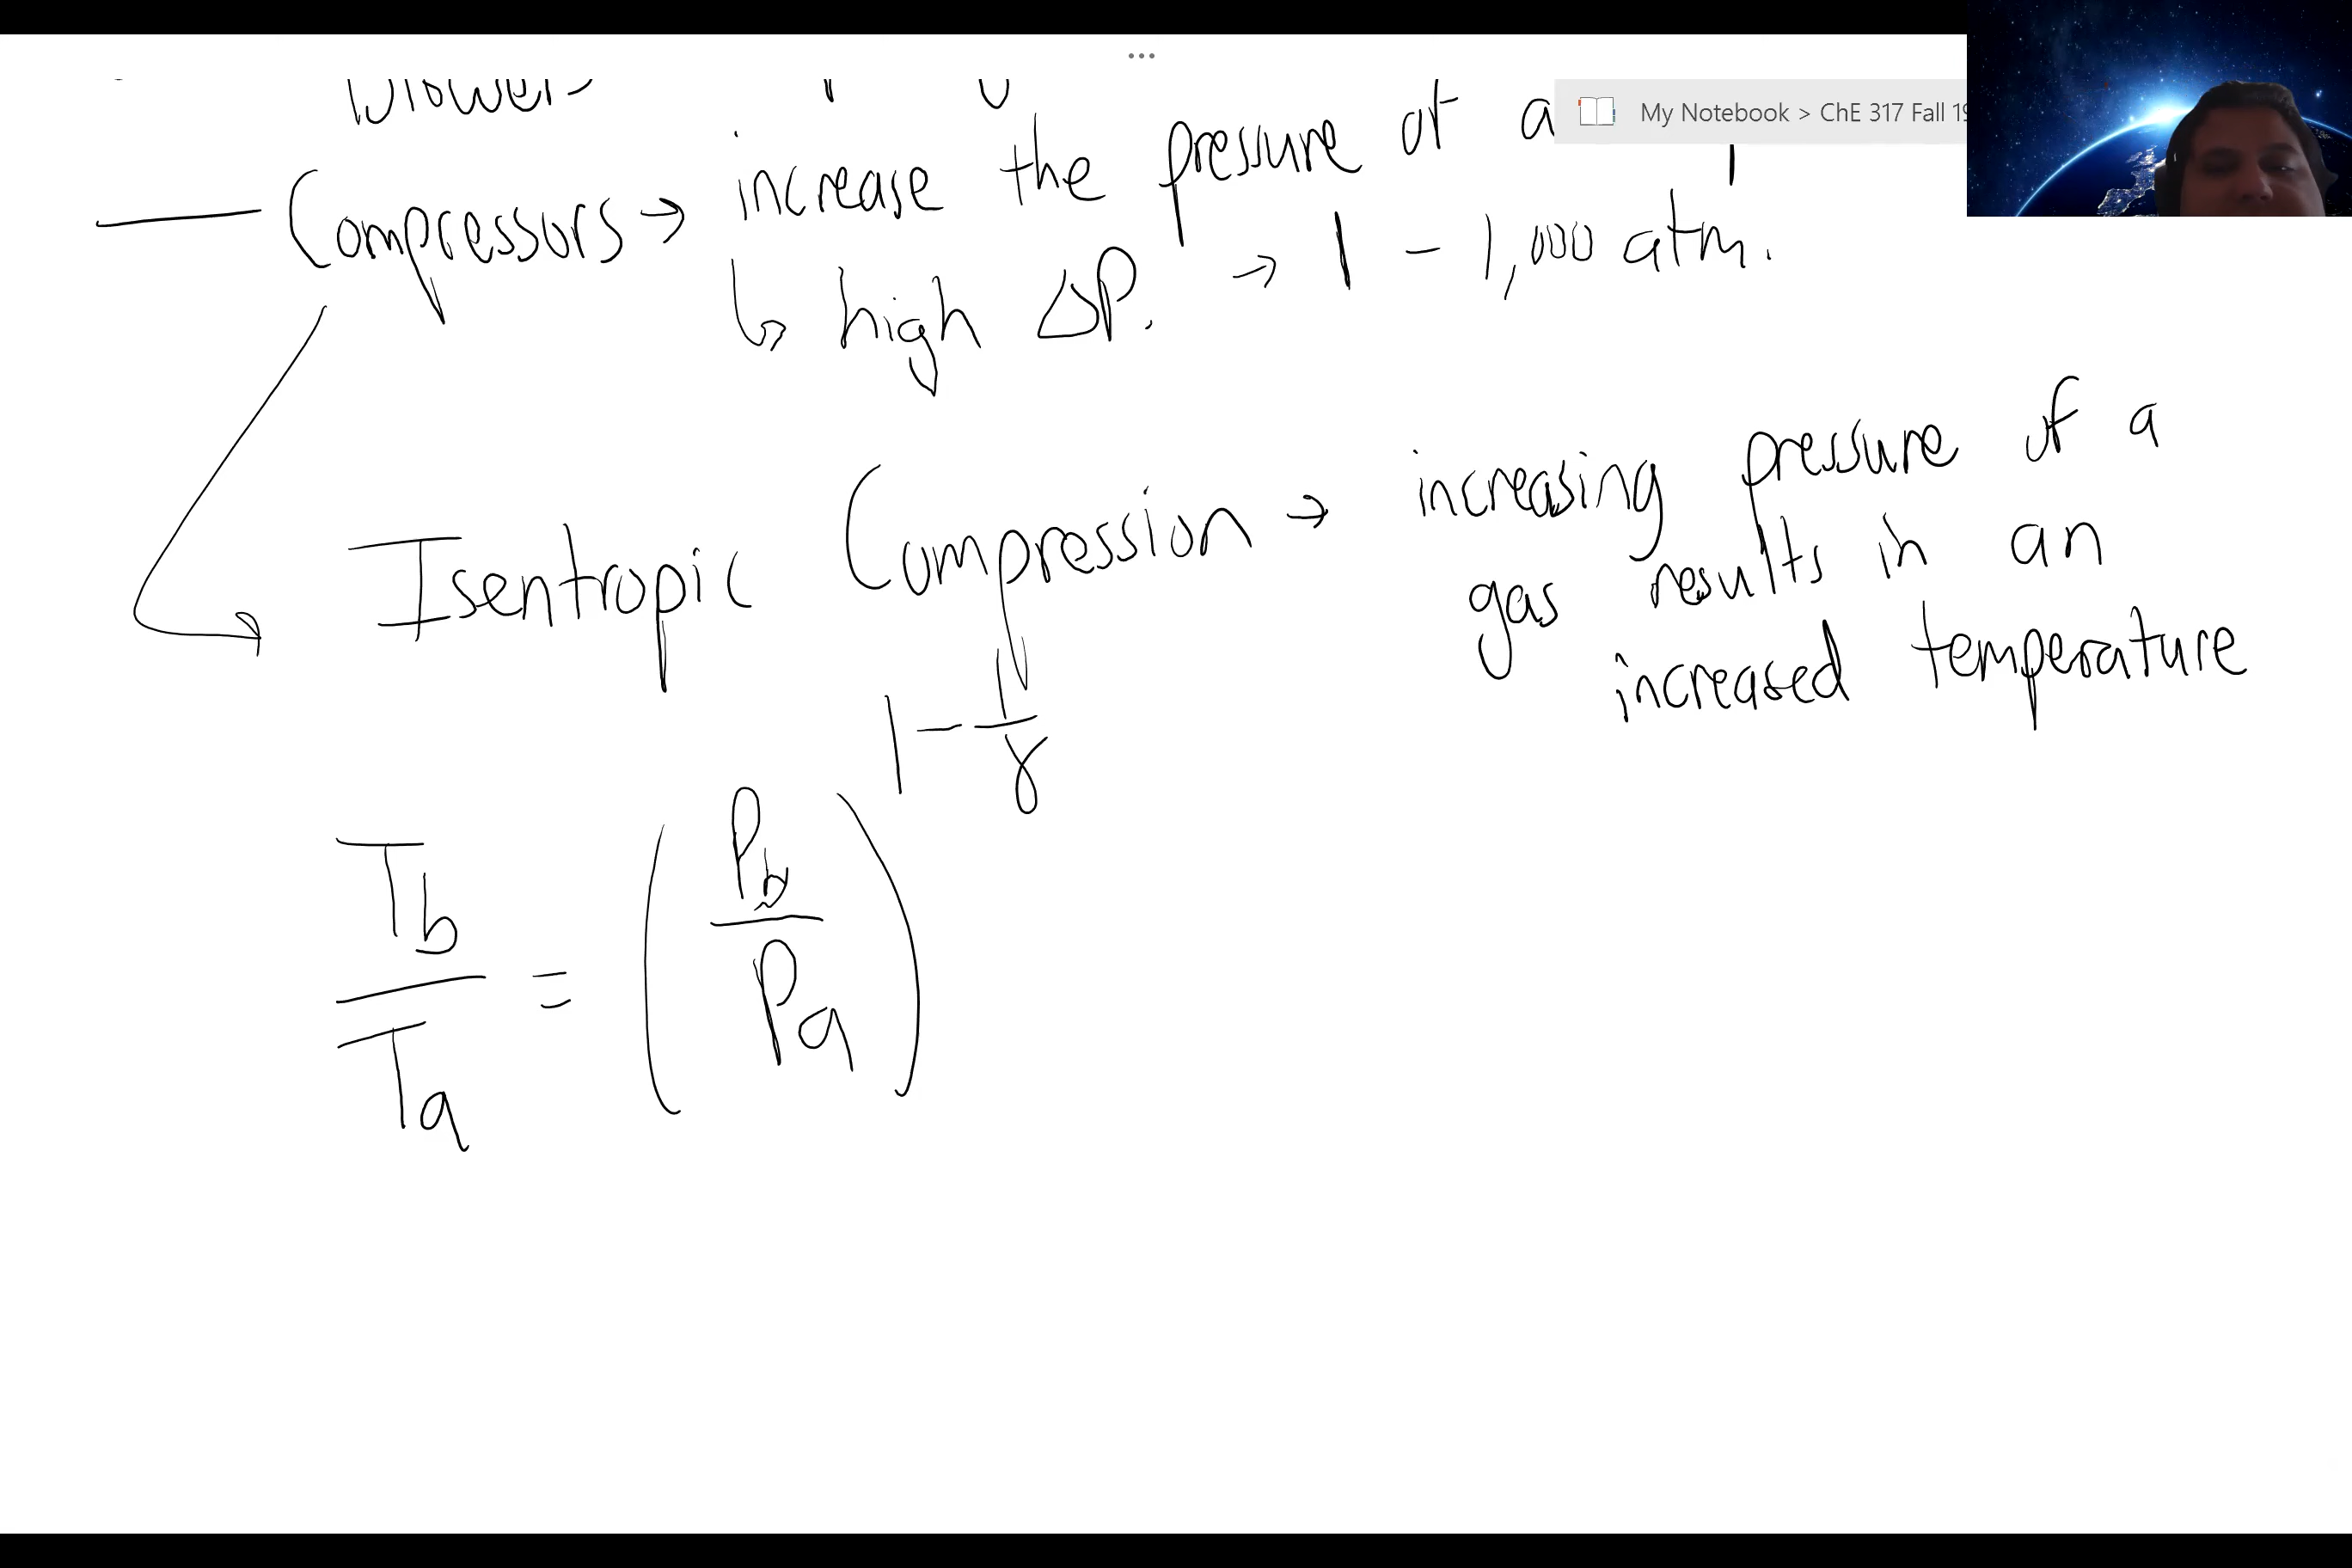 My Notebook > ChE 317 Fall 19
Compressors → increase the pressure of a
↳ high ΔP. → 1 - 1,000 atm.
Isentropic Compression → increasing pressure of a
gas results in an
increased temperature
Tb/Ta = (Pb/Pa)^(1-1/γ)